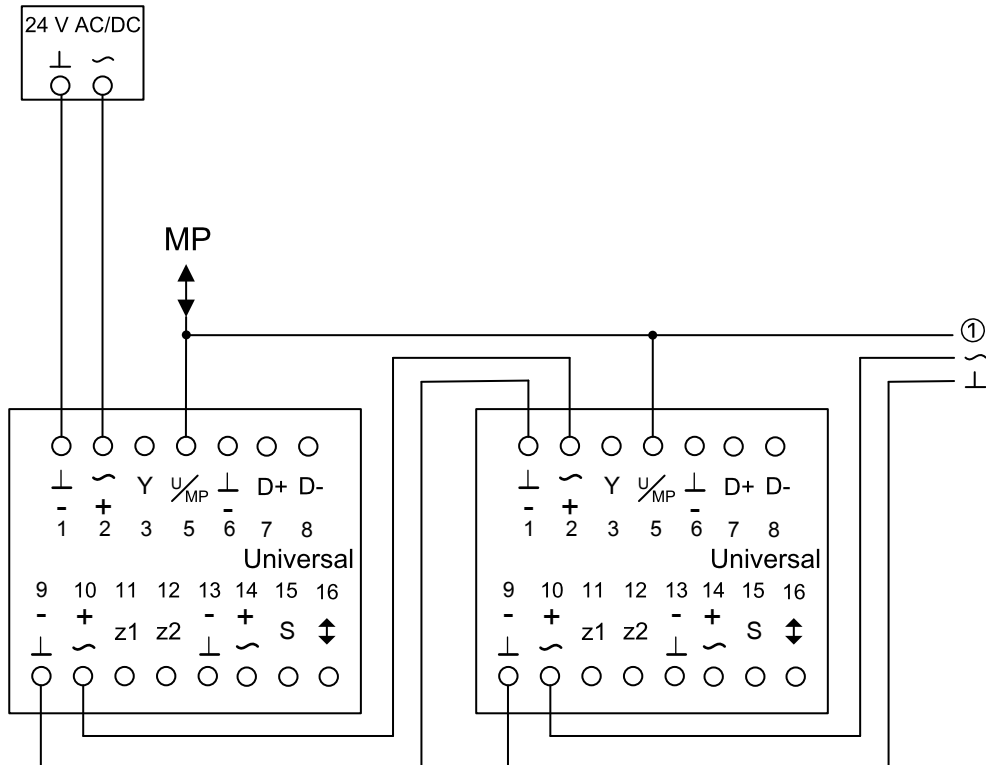 24 V AC/DC
⊥ ~
MP
①
~
⊥
⊥ ~ Y U/MP ⊥ D+ D-
- + -
1 2 3 5 6 7 8
Universal
9 10 11 12 13 14 15 16
- + z1 z2 - + S ↕
⊥ ~ ⊥ ~
⊥ ~ Y U/MP ⊥ D+ D-
- + -
1 2 3 5 6 7 8
Universal
9 10 11 12 13 14 15 16
- + z1 z2 - + S ↕
⊥ ~ ⊥ ~